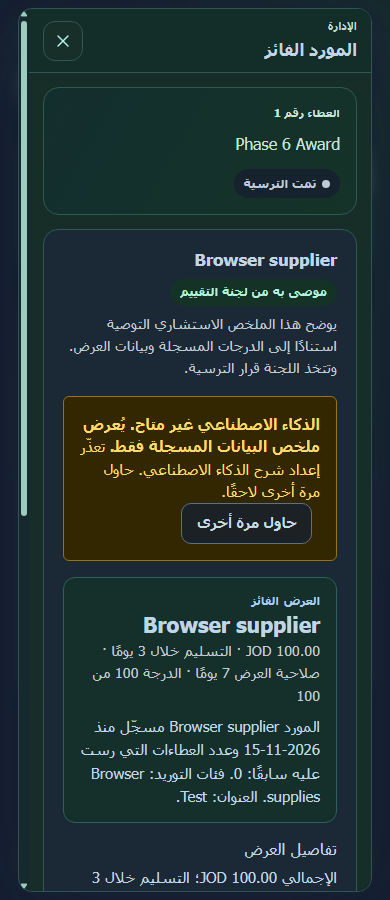 الإدارة
المورد الفائز
العطاء رقم 1
Phase 6 Award
تمت الترسية
Browser supplier
موصى به من لجنة التقييم
يوضح هذا الملخص الاستشاري التوصية
استنادًا إلى الدرجات المسجلة وبيانات العرض.
وتتخذ اللجنة قرار الترسية.
الذكاء الاصطناعي غير متاح. يُعرض
ملخص البيانات المسجلة فقط. تعذّر
إعداد شرح الذكاء الاصطناعي. حاول
مرة أخرى لاحقًا.
حاول مرة أخرى
العرض الفائز
Browser supplier
JOD 100.00 · التسليم خلال 3 يومًا ·
صلاحية العرض 7 يومًا · الدرجة 100 من
100
المورد Browser supplier مسجّل منذ
15-11-2026 وعدد العطاءات التي رست
عليه سابقًا: 0. فئات التوريد: Browser
supplies. العنوان: Test.
تفاصيل العرض
الإجمالي JOD 100.00؛ التسليم خلال 3